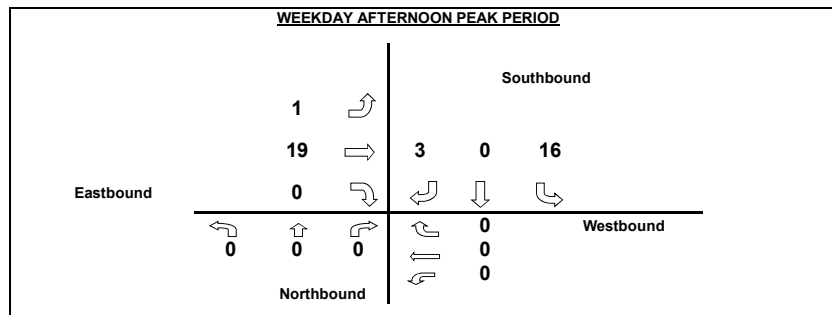 WEEKDAY AFTERNOON PEAK PERIOD
Southbound
1
19 3 0 16
Eastbound 0
0 Westbound
0 0 0 0
0
Northbound